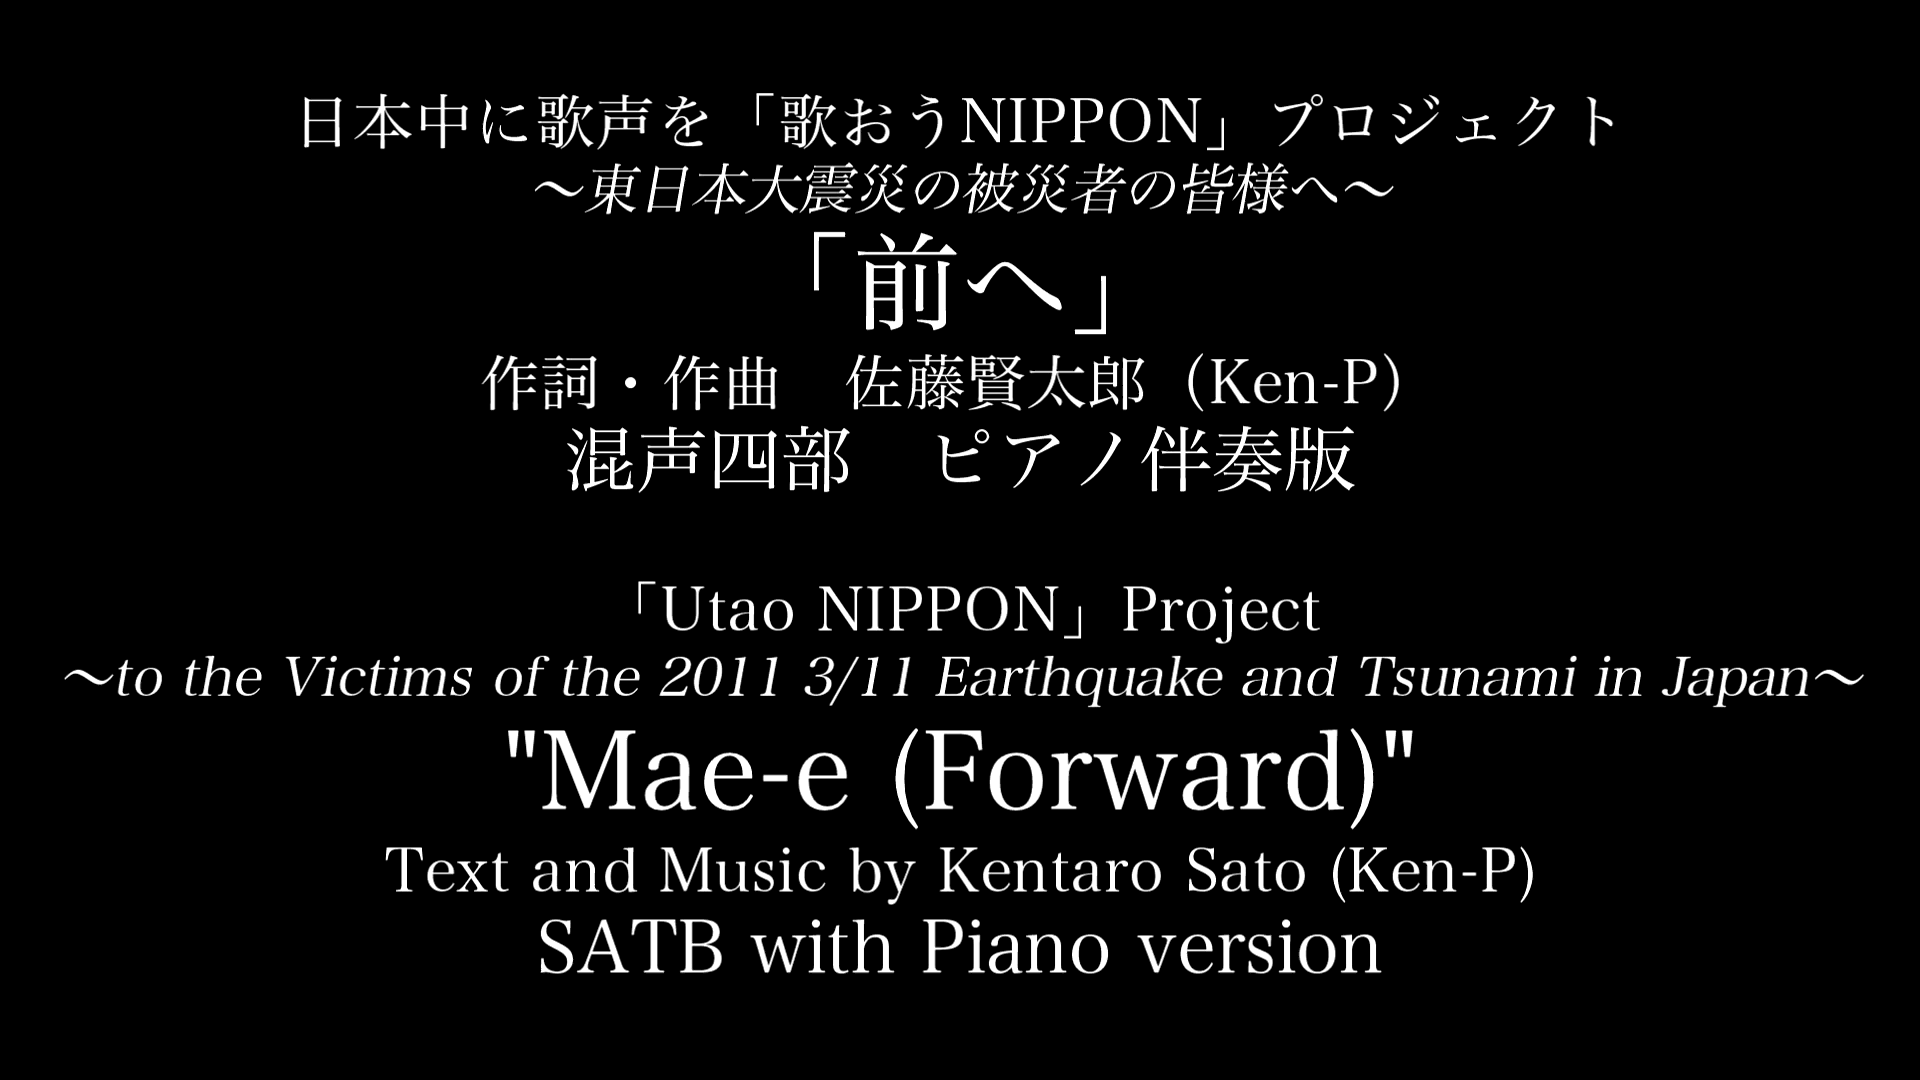 日本中に歌声を「歌おうNIPPON」プロジェクト
～東日本大震災の被災者の皆様へ～
「前へ」
作詞・作曲　佐藤賢太郎（Ken-P）
混声四部　ピアノ伴奏版
「Utao NIPPON」Project
～to the Victims of the 2011 3/11 Earthquake and Tsunami in Japan～
"Mae-e (Forward)"
Text and Music by Kentaro Sato (Ken-P)
SATB with Piano version